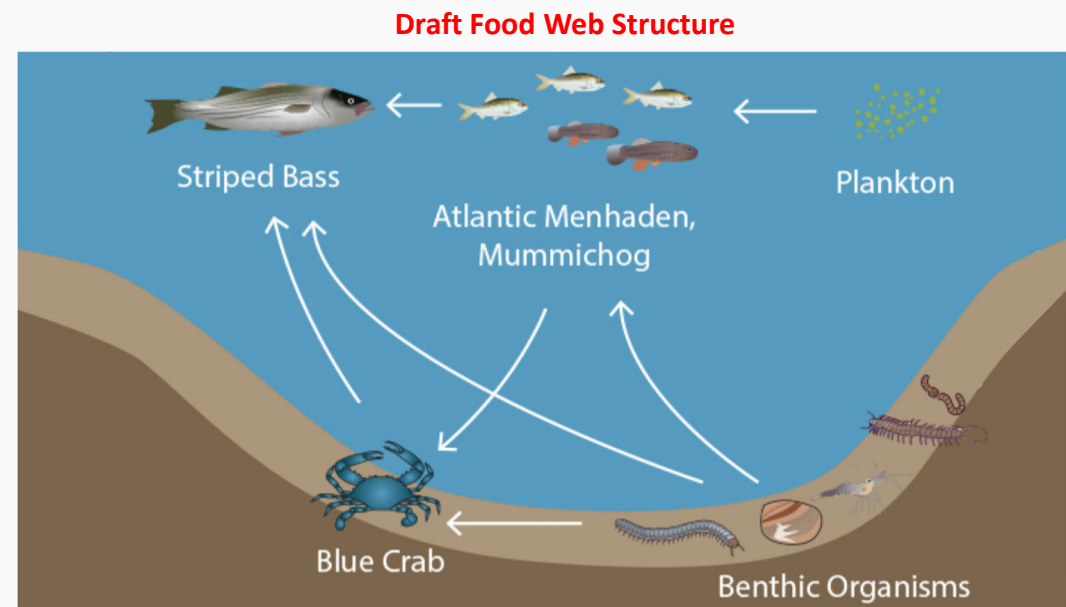 Draft Food Web Structure
Striped Bass
Plankton
Atlantic Menhaden,
Mummichog
Blue Crab
Benthic Organisms